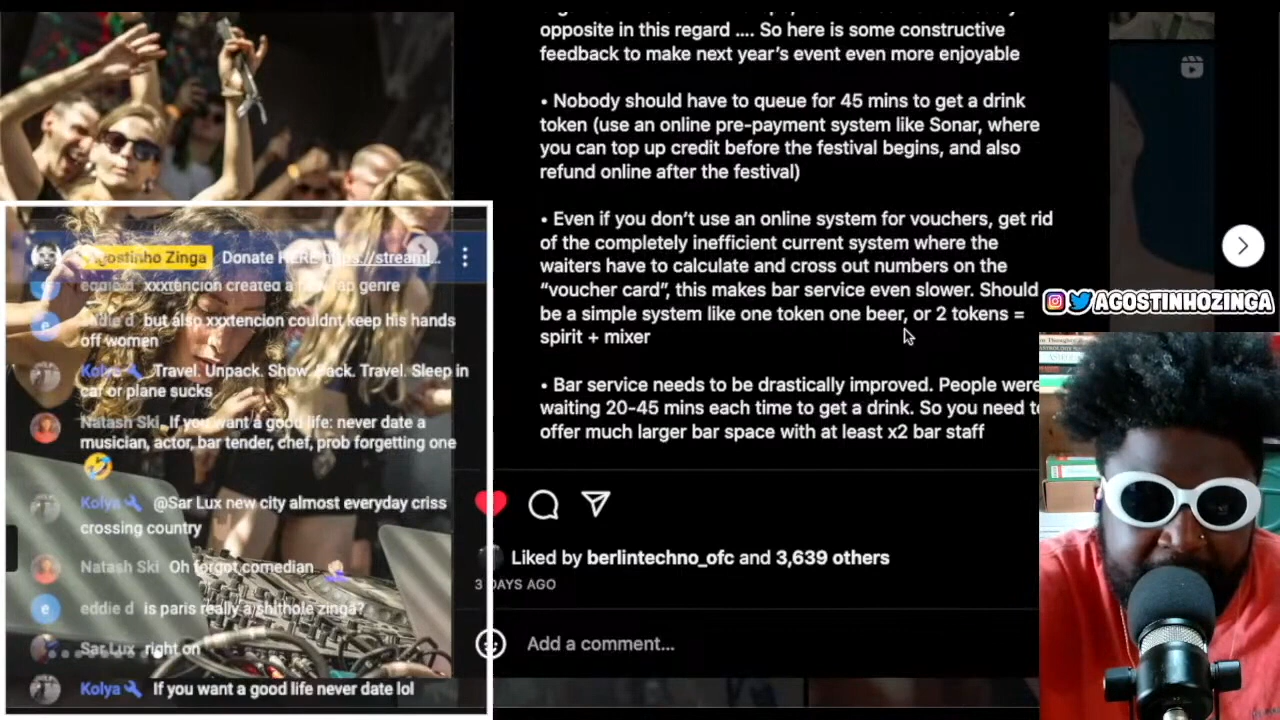 opposite in this regard .... So here is some constructive
feedback to make next year's event even more enjoyable
• Nobody should have to queue for 45 mins to get a drink
token (use an online pre-payment system like Sonar, where
you can top up credit before the festival begins, and also
refund online after the festival)
• Even if you don't use an online system for vouchers, get rid
of the completely inefficient current system where the
waiters have to calculate and cross out numbers on the
“voucher card”, this makes bar service even slower. Should
be a simple system like one token one beer, or 2 tokens =
spirit + mixer
• Bar service needs to be drastically improved. People were
waiting 20-45 mins each time to get a drink. So you need to
offer much larger bar space with at least x2 bar staff
Liked by berlintechno_ofc and 3,639 others
3 DAYS AGO
Add a comment...
Agostinho Zinga Donate HERE https://streaml...
eddie d xxxtencion created a new rap genre
eddie d but also xxxtencion couldnt keep his hands
off women
Kolya Travel. Unpack. Show. Pack. Travel. Sleep in
car or plane sucks
Natash Ski If you want a good life: never date a
musician, actor, bar tender, chef, prob forgetting one
🤣
Kolya @Sar Lux new city almost everyday criss
crossing country
Natash Ski Oh forgot comedian
e eddie d is paris really a shithole zinga?
Sar Lux right on
Kolya If you want a good life never date lol
AGOSTINHOZINGA